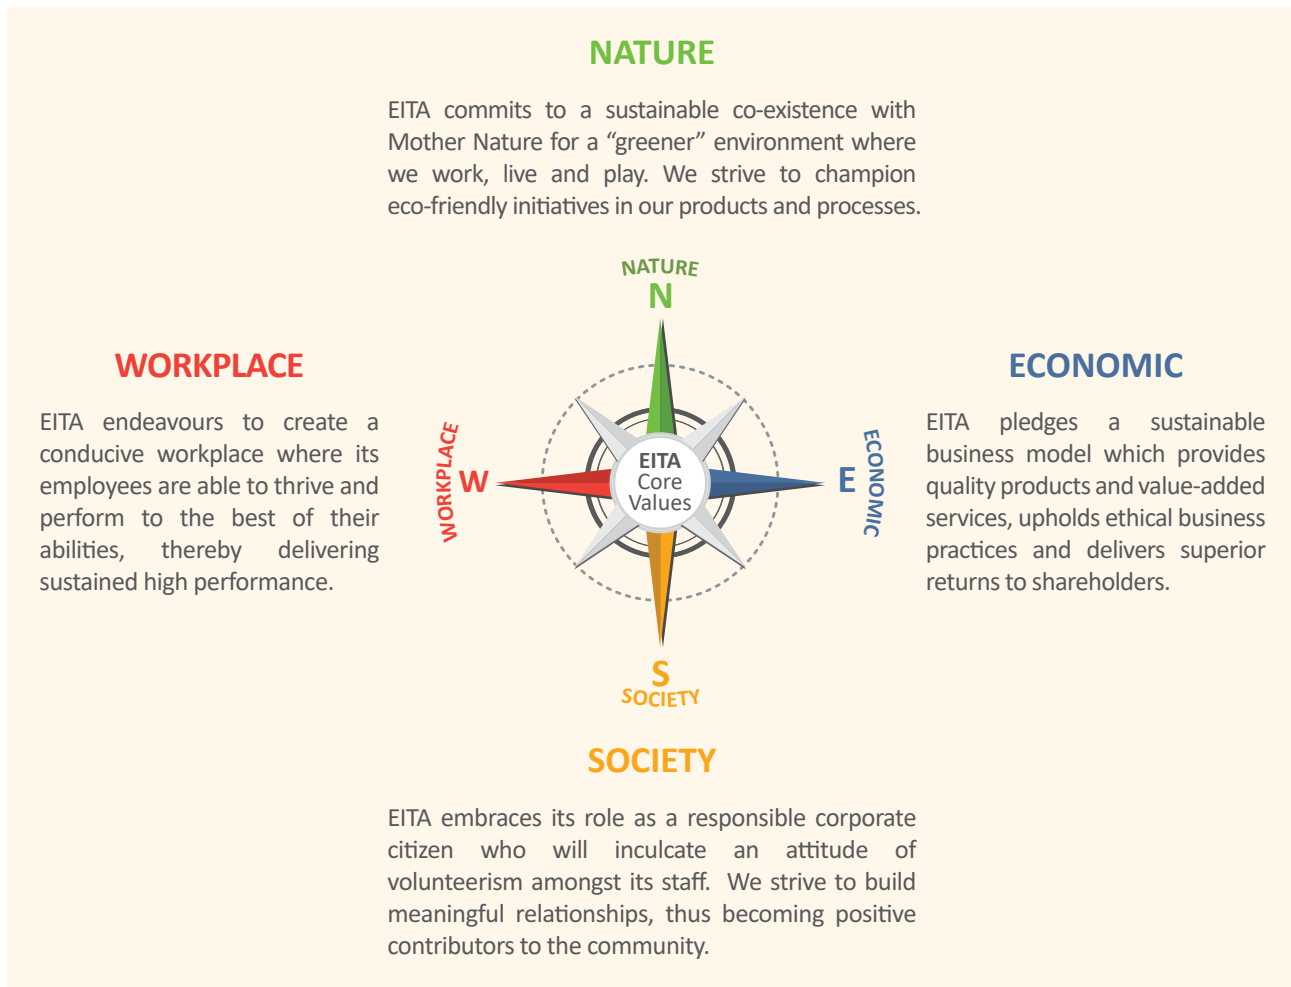 NATURE
EITA commits to a sustainable co-existence with
Mother Nature for a “greener” environment where
we work, live and play. We strive to champion
eco-friendly initiatives in our products and processes.
NATURE
N
WORKPLACE
EITA endeavours to create a
conducive workplace where its
employees are able to thrive and
perform to the best of their
abilities, thereby delivering
sustained high performance.
WORKPLACE
W
EITA
Core
Values
E
ECONOMIC
ECONOMIC
EITA pledges a sustainable
business model which provides
quality products and value-added
services, upholds ethical business
practices and delivers superior
returns to shareholders.
S
SOCIETY
SOCIETY
EITA embraces its role as a responsible corporate
citizen who will inculcate an attitude of
volunteerism amongst its staff. We strive to build
meaningful relationships, thus becoming positive
contributors to the community.